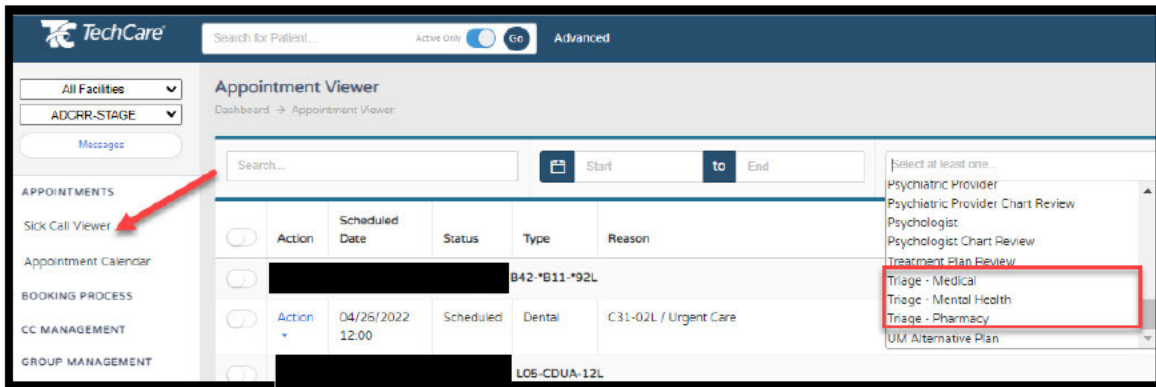 TechCare
Search for Patient... Active Only Go Advanced
All Facilities
ADCRR-STAGE
Messages
APPOINTMENTS
Sick Call Viewer
Appointment Calendar
BOOKING PROCESS
CC MANAGEMENT
GROUP MANAGEMENT
Appointment Viewer
Dashboard → Appointment Viewer
Search... Start to End
Select at least one...
Psychiatric Provider
Psychiatric Provider Chart Review
Psychologist
Psychologist Chart Review
Treatment Plan Review
Triage - Medical
Triage - Mental Health
Triage - Pharmacy
UM Alternative Plan
Action Scheduled Date Status Type Reason
B42-*B11-*92L
Action 04/26/2022 12:00 Scheduled Dental C31-02L / Urgent Care
L05-CDUA-12L